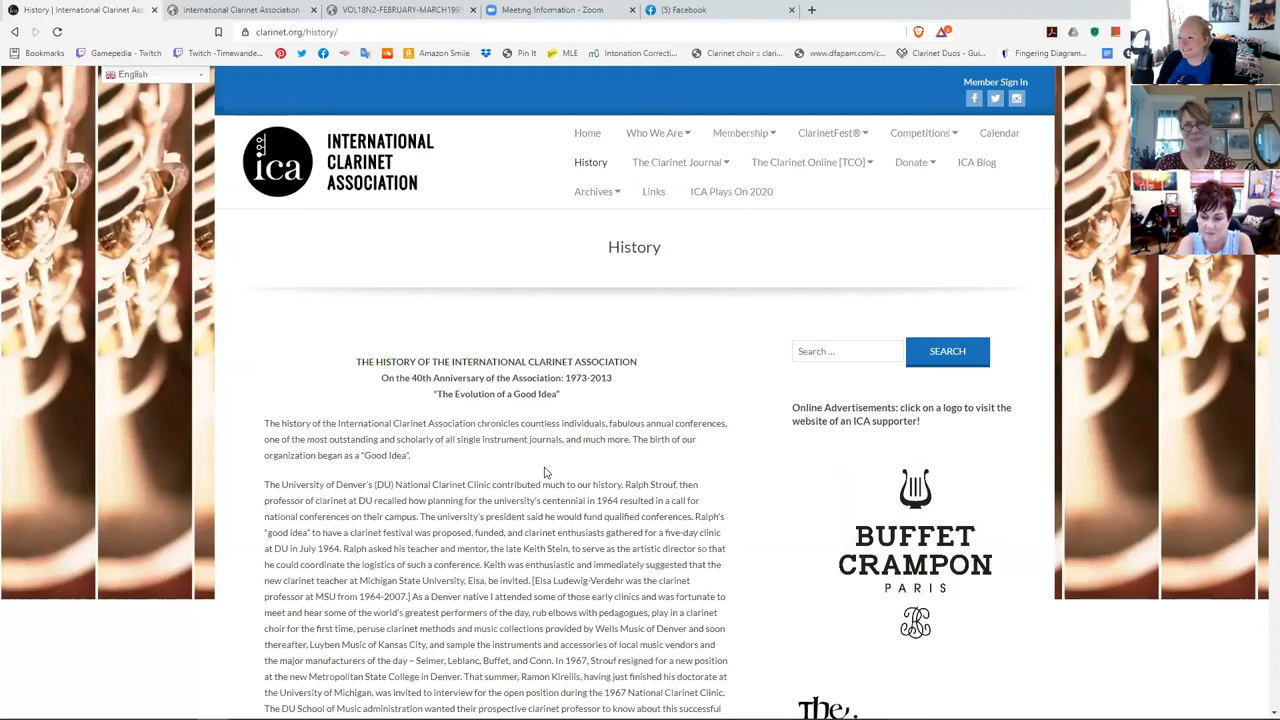 History | International Clarinet Ass
International Clarinet Association
VOL18N2-FEBRUARY-MARCH199
Meeting Information - Zoom
(5) Facebook
clarinet.org/history/
Bookmarks
Gamepedia - Twitch
Twitch -Timewande...
Amazon Smile
Pin It
MLE
Intonation Correcti...
Clarinet choir :: clari...
www.dfapam.com/c...
Clarinet Duos - Gui...
Fingering Diagram...
English
Member Sign In
ica
INTERNATIONAL
CLARINET
ASSOCIATION
Home
Who We Are
Membership
ClarinetFest®
Competitions
Calendar
History
The Clarinet Journal
The Clarinet Online [TCO]
Donate
ICA Blog
Archives
Links
ICA Plays On 2020
History
THE HISTORY OF THE INTERNATIONAL CLARINET ASSOCIATION
On the 40th Anniversary of the Association: 1973-2013
"The Evolution of a Good Idea"
The history of the International Clarinet Association chronicles countless individuals, fabulous annual conferences,
one of the most outstanding and scholarly of all single instrument journals, and much more. The birth of our
organization began as a "Good Idea".
The University of Denver's (DU) National Clarinet Clinic contributed much to our history. Ralph Strouf, then
professor of clarinet at DU recalled how planning for the university's centennial in 1964 resulted in a call for
national conferences on their campus. The university's president said he would fund qualified conferences. Ralph's
"good idea" to have a clarinet festival was proposed, funded, and clarinet enthusiasts gathered for a five-day clinic
at DU in July 1964. Ralph asked his teacher and mentor, the late Keith Stein, to serve as the artistic director so that
he could coordinate the logistics of such a conference. Keith was enthusiastic and immediately suggested that the
new clarinet teacher at Michigan State University, Elsa, be invited. [Elsa Ludewig-Verdehr was the clarinet
professor at MSU from 1964-2007.] As a Denver native I attended some of those early clinics and was fortunate to
meet and hear some of the world's greatest performers of the day, rub elbows with pedagogues, play in a clarinet
choir for the first time, peruse clarinet methods and music collections provided by Wells Music of Denver and soon
thereafter, Luyben Music of Kansas City, and sample the instruments and accessories of local music vendors and
the major manufacturers of the day – Selmer, Leblanc, Buffet, and Conn. In 1967, Strouf resigned for a new position
at the new Metropolitan State College in Denver. That summer, Ramon Kireilis, having just finished his doctorate at
the University of Michigan, was invited to interview for the open position during the 1967 National Clarinet Clinic.
The DU School of Music administration wanted their prospective clarinet professor to know about this successful
Search ...
SEARCH
Online Advertisements: click on a logo to visit the
website of an ICA supporter!
BUFFET
CRAMPON
PARIS
The